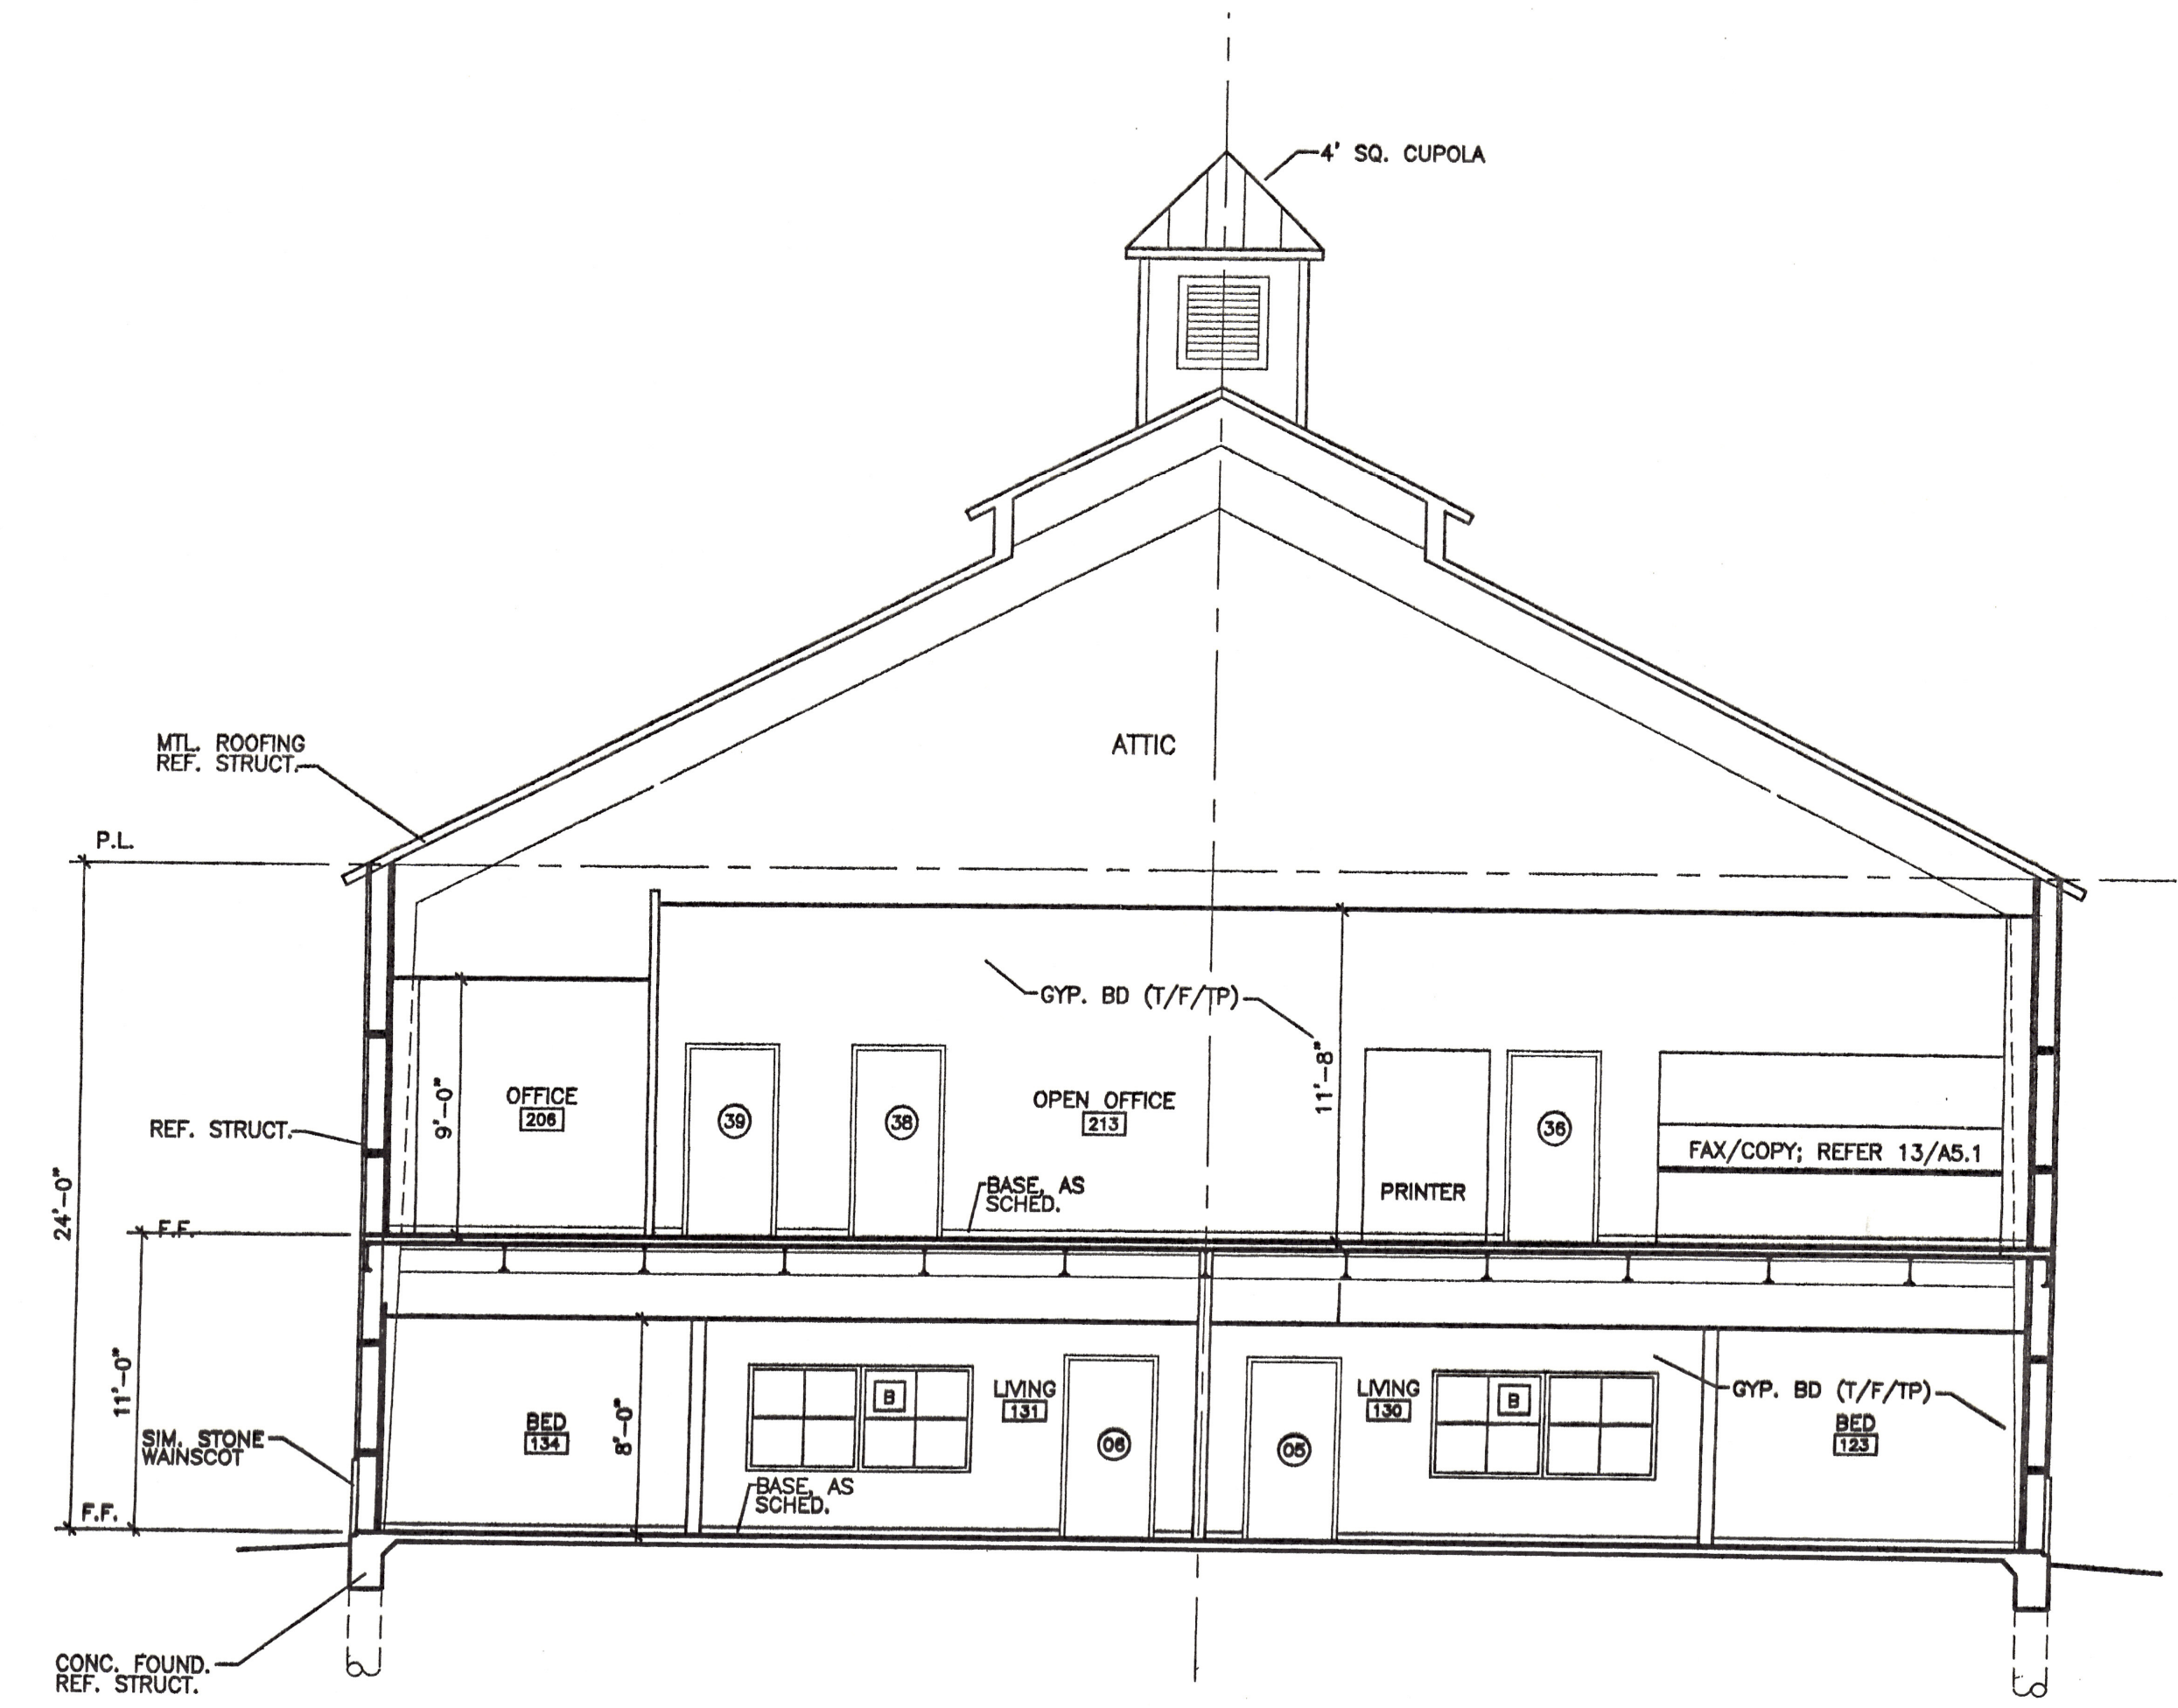 4' SQ. CUPOLA
MTL. ROOFING
REF. STRUCT.
ATTIC
P.L.
GYP. BD (T/F/TP)
11'-8"
9'-0"
OFFICE
206
39
38
OPEN OFFICE
213
36
REF. STRUCT.
FAX/COPY; REFER 13/A5.1
PRINTER
BASE, AS
SCHED.
24'-0"
F.F.
11'-0"
SIM. STONE
WAINSCOT
BED
134
8'-0"
B
LIVING
131
06
LIVING
130
05
B
GYP. BD (T/F/TP)
BED
123
BASE, AS
SCHED.
F.F.
CONC. FOUND.
REF. STRUCT.